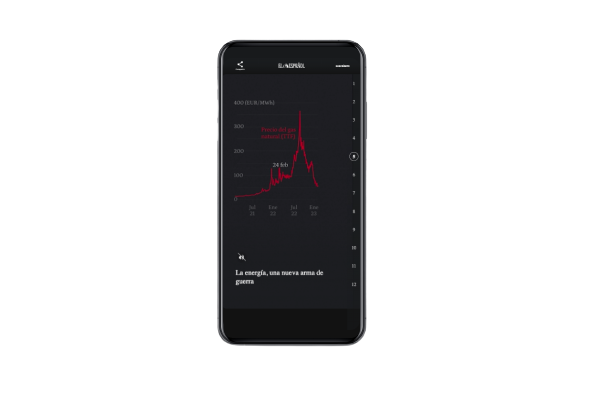 EL ESPAÑOL
400 (EUR/MWh)
300
Precio del gas
natural (TTF)
200
24 feb
100
0
Jul Ene Jul Ene
21 22 22 23
La energía, una nueva arma de
guerra
1
2
3
4
5
6
7
8
9
10
11
12